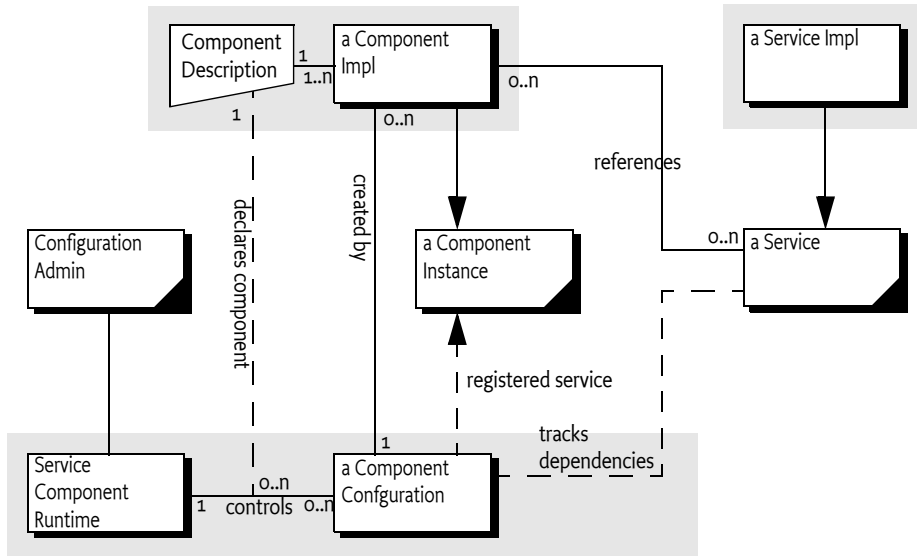 Component
Description
1
1..n
a Component
Impl
0..n
a Service Impl
1
0..n
references
created by
declares component
Configuration
Admin
a Component
Instance
0..n
a Service
registered service
tracks
dependencies
1
Service
Component
Runtime
0..n
1
controls
0..n
a Component
Confguration